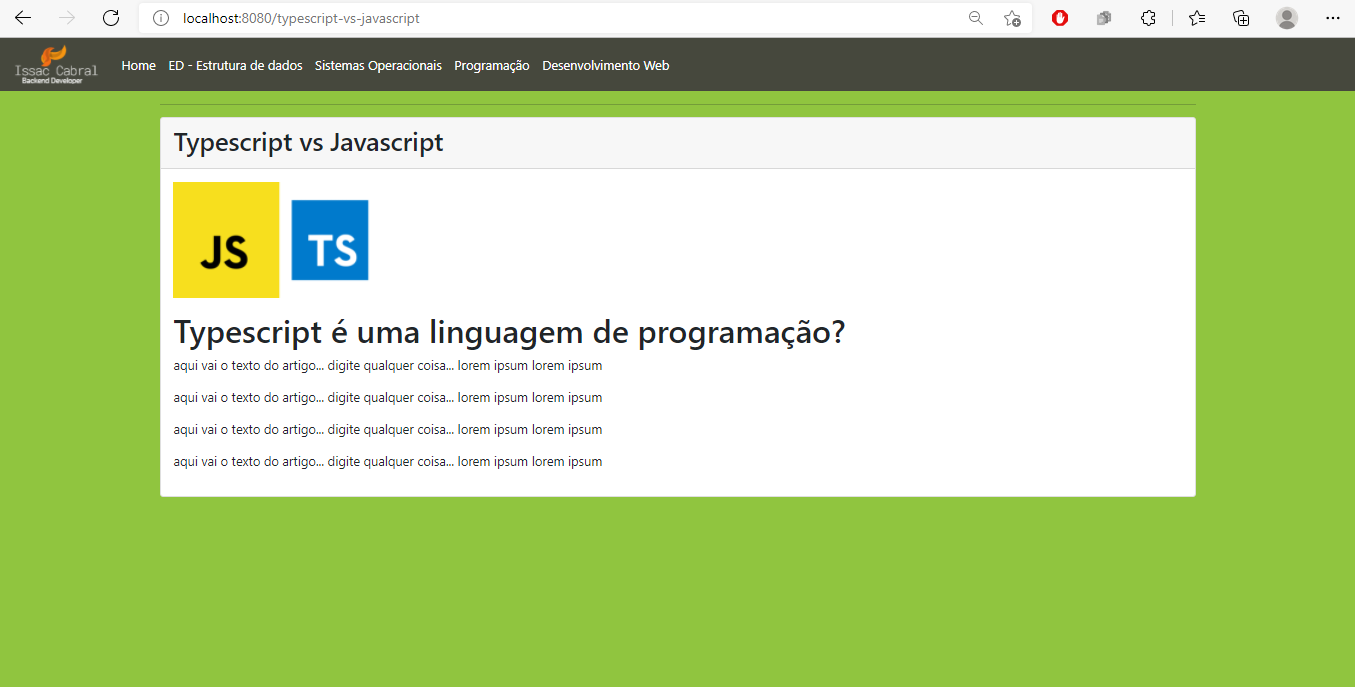 localhost:8080/typescript-vs-javascript
Issac Cabral
Backend Developer
Home ED - Estrutura de dados Sistemas Operacionais Programação Desenvolvimento Web
Typescript vs Javascript
JS TS
Typescript é uma linguagem de programação?
aqui vai o texto do artigo... digite qualquer coisa... lorem ipsum lorem ipsum
aqui vai o texto do artigo... digite qualquer coisa... lorem ipsum lorem ipsum
aqui vai o texto do artigo... digite qualquer coisa... lorem ipsum lorem ipsum
aqui vai o texto do artigo... digite qualquer coisa... lorem ipsum lorem ipsum